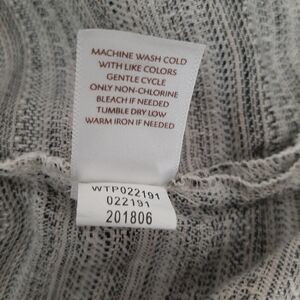 MACHINE WASH COLD
WITH LIKE COLORS
GENTLE CYCLE
ONLY NON-CHLORINE
BLEACH IF NEEDED
TUMBLE DRY LOW
WARM IRON IF NEEDED
WTP022191
022191
201806